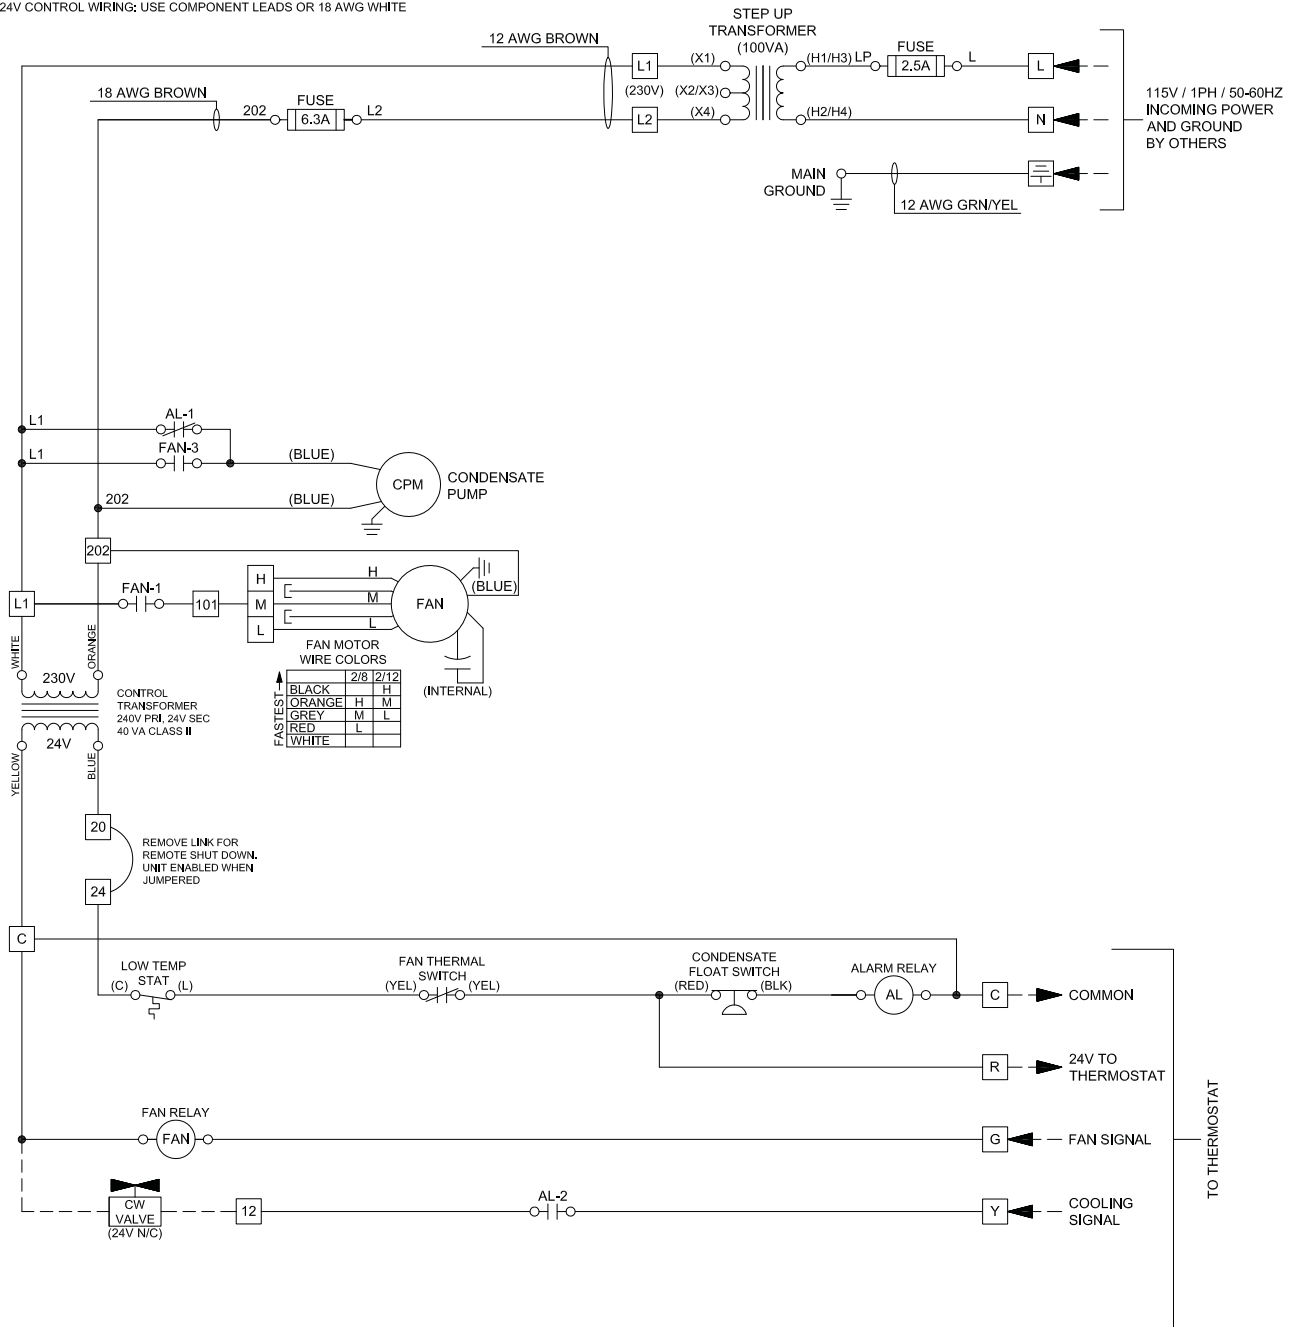 24V CONTROL WIRING: USE COMPONENT LEADS OR 18 AWG WHITE
STEP UP
TRANSFORMER
(100VA)
12 AWG BROWN
L1
(X1)
(H1/H3)
LP
FUSE
2.5A
L
L
(230V)
(X2/X3)
18 AWG BROWN
202
FUSE
6.3A
L2
L2
(X4)
(H2/H4)
N
115V / 1PH / 50-60HZ
INCOMING POWER
AND GROUND
BY OTHERS
MAIN
GROUND
12 AWG GRN/YEL
L1
AL-1
L1
FAN-3
(BLUE)
CPM
CONDENSATE
PUMP
202
(BLUE)
202
L1
FAN-1
101
H
M
L
H
M
L
FAN
(BLUE)
(INTERNAL)
WHITE
ORANGE
230V
24V
YELLOW
BLUE
CONTROL
TRANSFORMER
240V PRI, 24V SEC
40 VA CLASS II
FAN MOTOR
WIRE COLORS
FASTEST
2/8 2/12
BLACK H
ORANGE H M
GREY M L
RED L
WHITE
20
24
REMOVE LINK FOR
REMOTE SHUT DOWN.
UNIT ENABLED WHEN
JUMPERED
C
LOW TEMP
STAT
(C)
(L)
FAN THERMAL
SWITCH
(YEL)
(YEL)
CONDENSATE
FLOAT SWITCH
(RED)
(BLK)
ALARM RELAY
AL
C
COMMON
R
24V TO
THERMOSTAT
FAN RELAY
FAN
G
FAN SIGNAL
TO THERMOSTAT
CW
VALVE
(24V N/C)
12
AL-2
Y
COOLING
SIGNAL